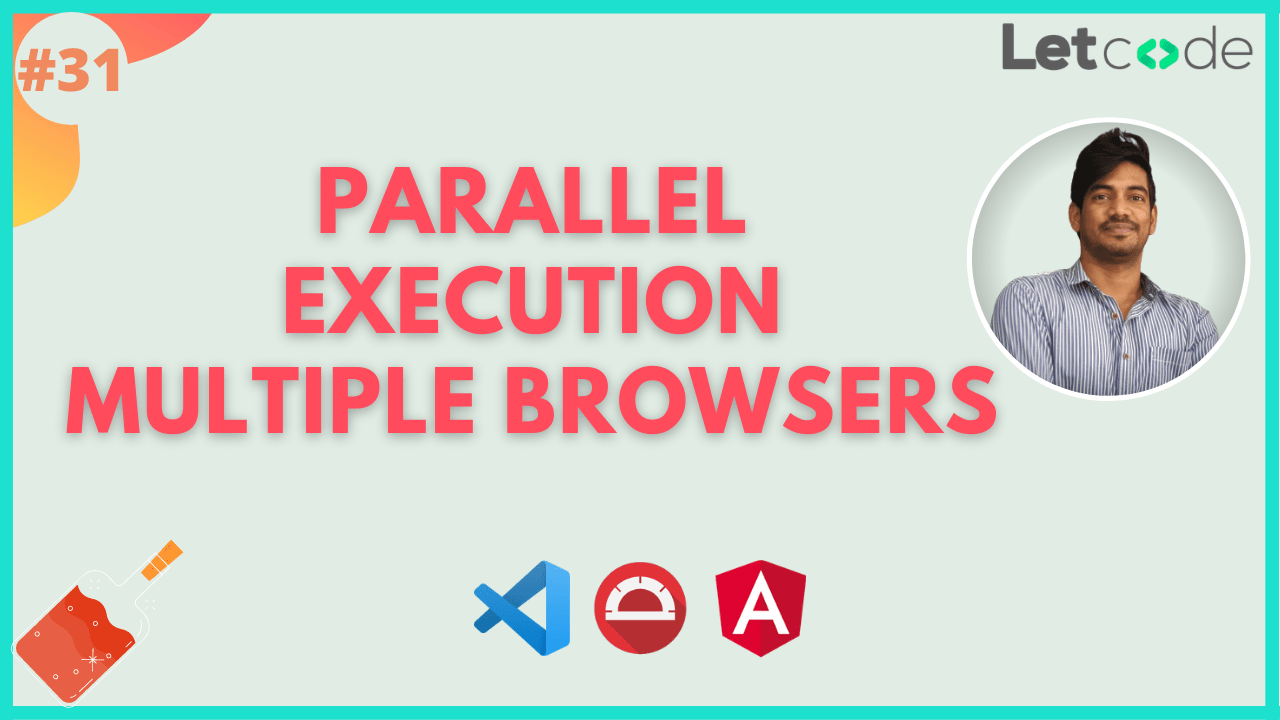 #31
Letcode
PARALLEL
EXECUTION
MULTIPLE BROWSERS
A